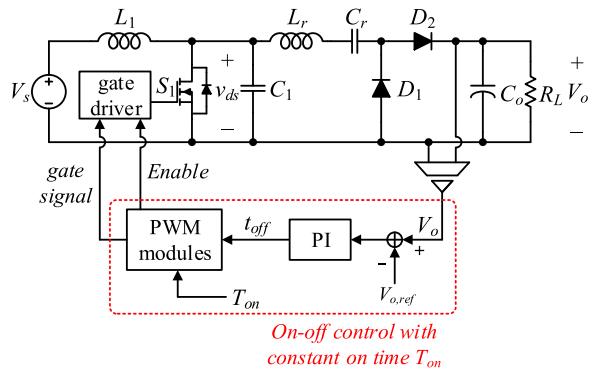 L1
Lr
Cr
D2
Vs
gate
driver
S1
+
vds
−
C1
D1
Co
RL
+
Vo
−
gate
signal
Enable
PWM
modules
toff
PI
Vo
+
-
Vo,ref
Ton
On-off control with
constant on time Ton